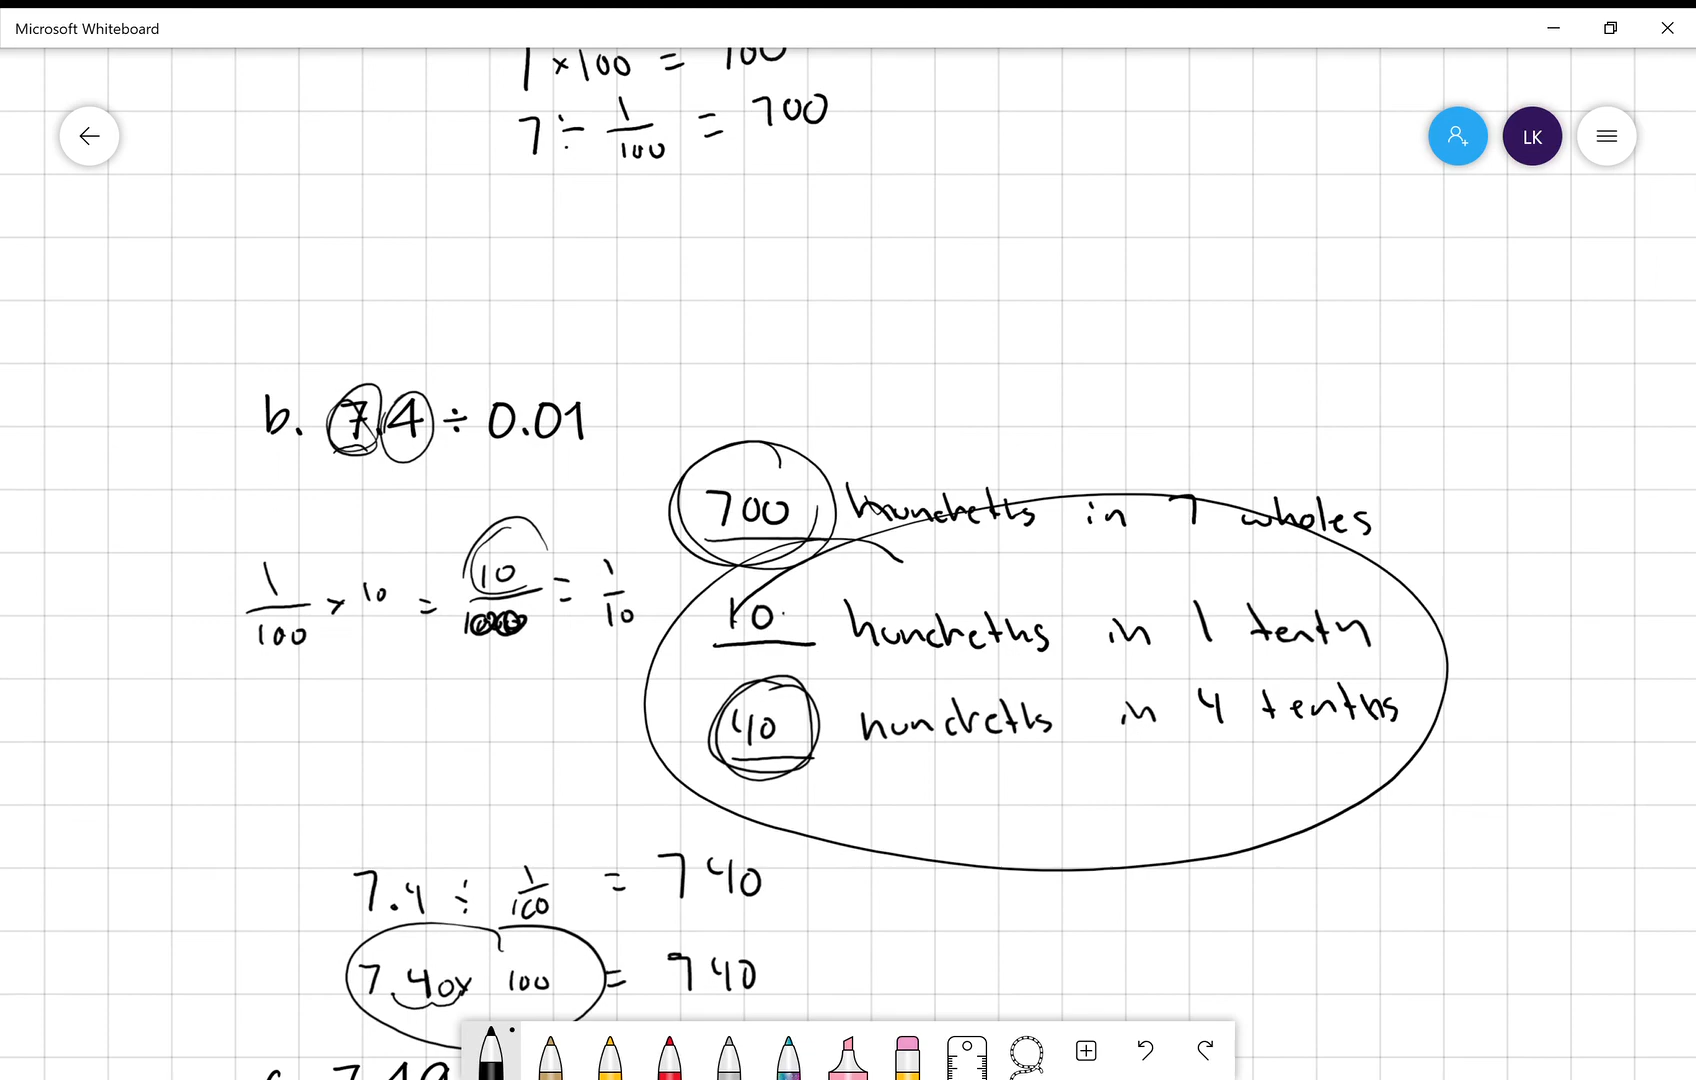 Microsoft Whiteboard
7 × 100 = 700
7 ÷ 1/100 = 700
LK
b. 7.4 ÷ 0.01
700 hundreths in 7 wholes
1/100 × 10 = 10/100 = 1/10
10 hundreths in 1 tenth
40 hundreths in 4 tenths
7.4 ÷ 1/100 = 740
7.40 × 100 = 740